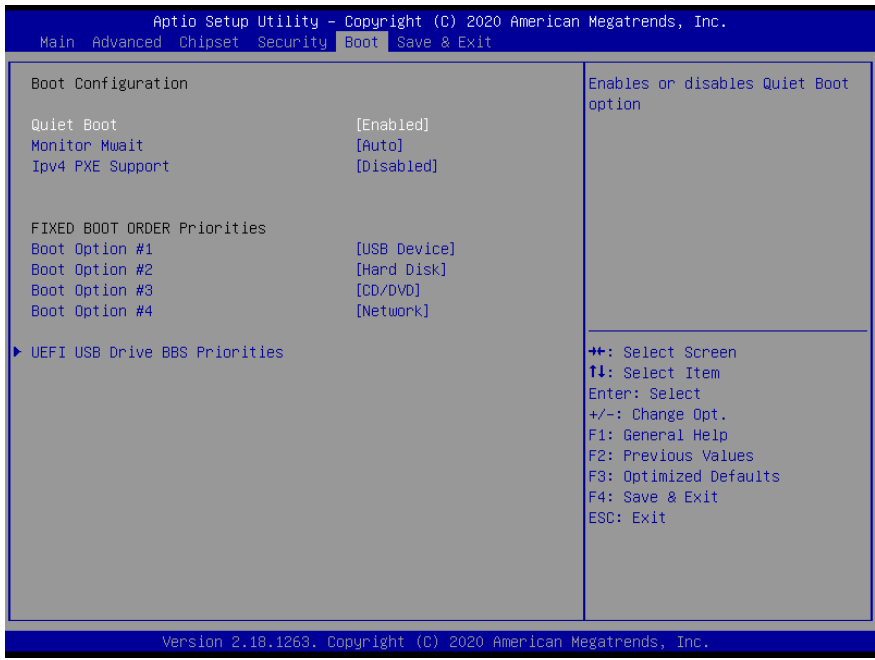 Aptio Setup Utility – Copyright (C) 2020 American Megatrends, Inc.
Main Advanced Chipset Security Boot Save & Exit
Boot Configuration
Quiet Boot [Enabled]
Monitor Mwait [Auto]
Ipv4 PXE Support [Disabled]
FIXED BOOT ORDER Priorities
Boot Option #1 [USB Device]
Boot Option #2 [Hard Disk]
Boot Option #3 [CD/DVD]
Boot Option #4 [Network]
UEFI USB Drive BBS Priorities
Enables or disables Quiet Boot
option
→←: Select Screen
↑↓: Select Item
Enter: Select
+/-: Change Opt.
F1: General Help
F2: Previous Values
F3: Optimized Defaults
F4: Save & Exit
ESC: Exit
Version 2.18.1263. Copyright (C) 2020 American Megatrends, Inc.